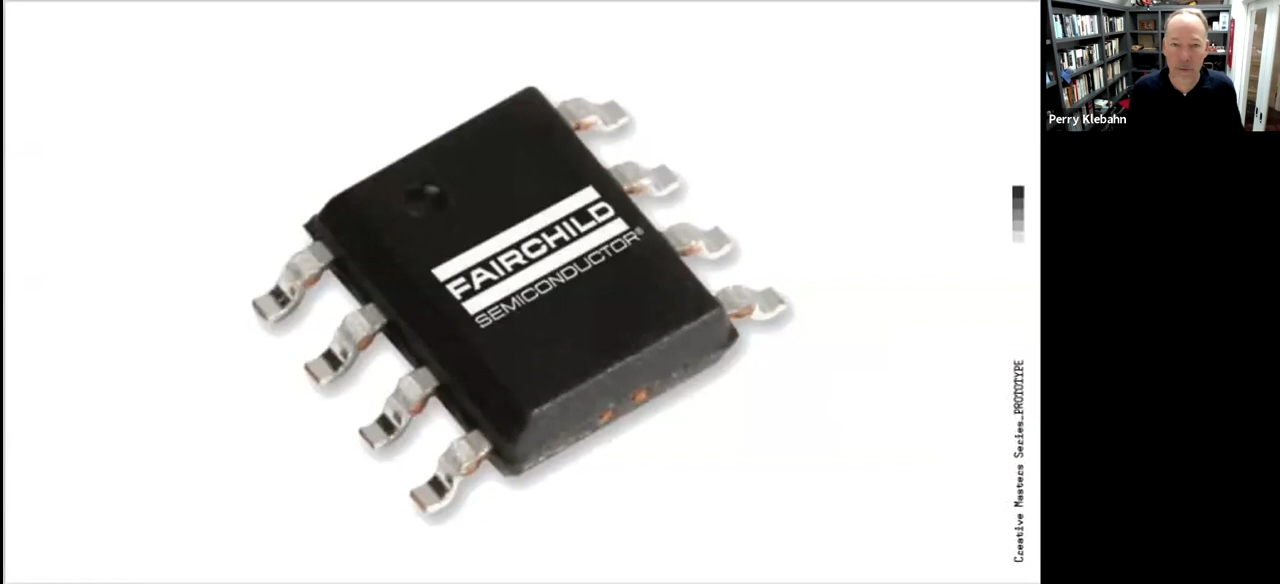 FAIRCHILD
SEMICONDUCTOR®
Perry Klebahn
Creative Masters Series_PROTOTYPE